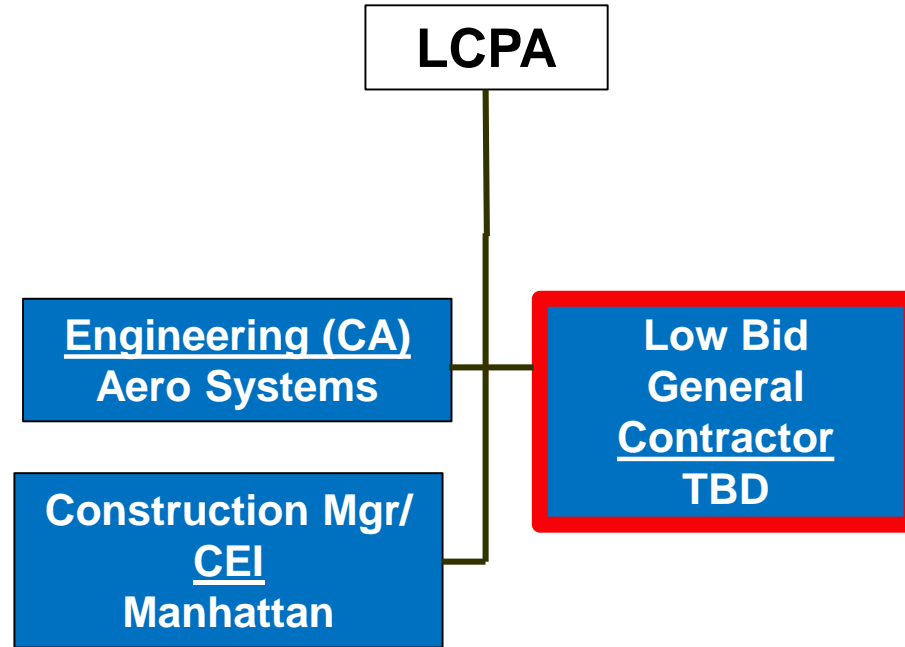 LCPA
Engineering (CA)
Aero Systems
Low Bid
General
Contractor
TBD
Construction Mgr/
CEI
Manhattan